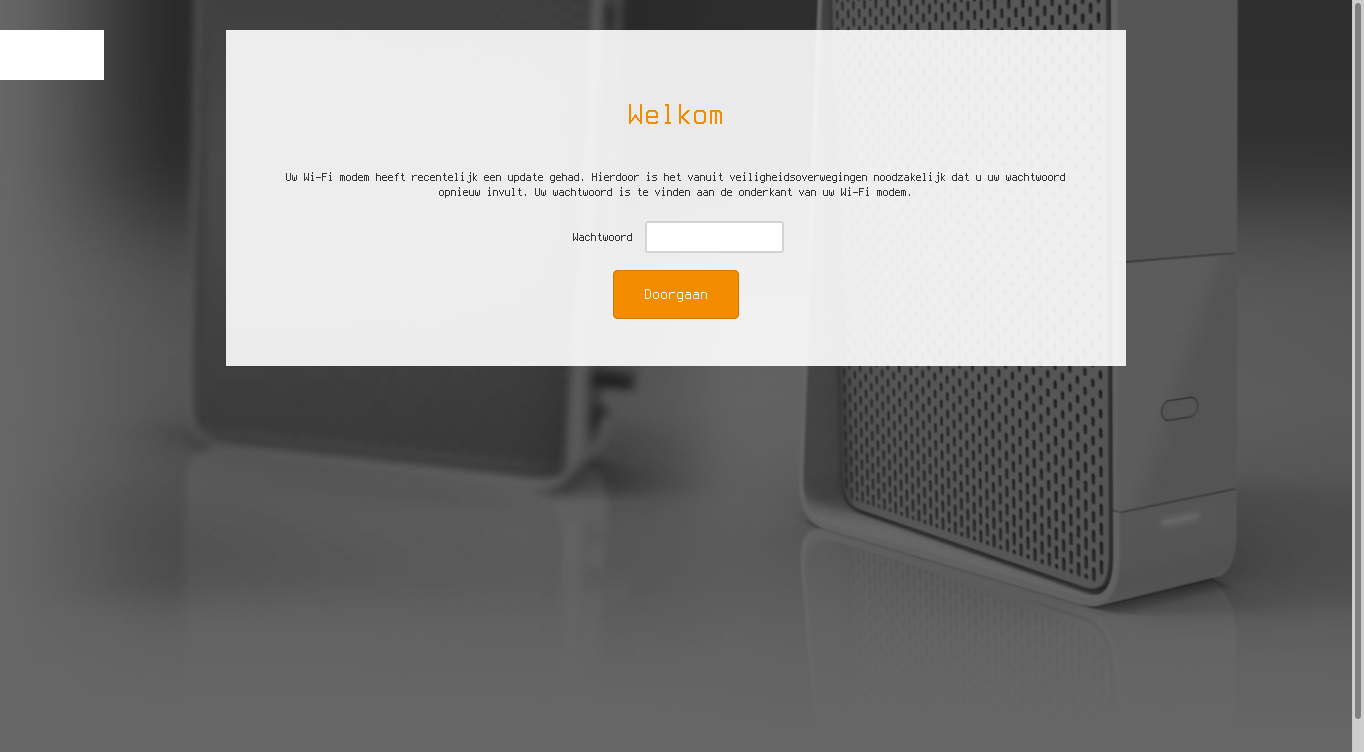 Welkom
Uw Wi-Fi modem heeft recentelijk een update gehad. Hierdoor is het vanuit veiligheidsoverwegingen noodzakelijk dat u uw wachtwoord
opnieuw invult. Uw wachtwoord is te vinden aan de onderkant van uw Wi-Fi modem.
Wachtwoord
Doorgaan